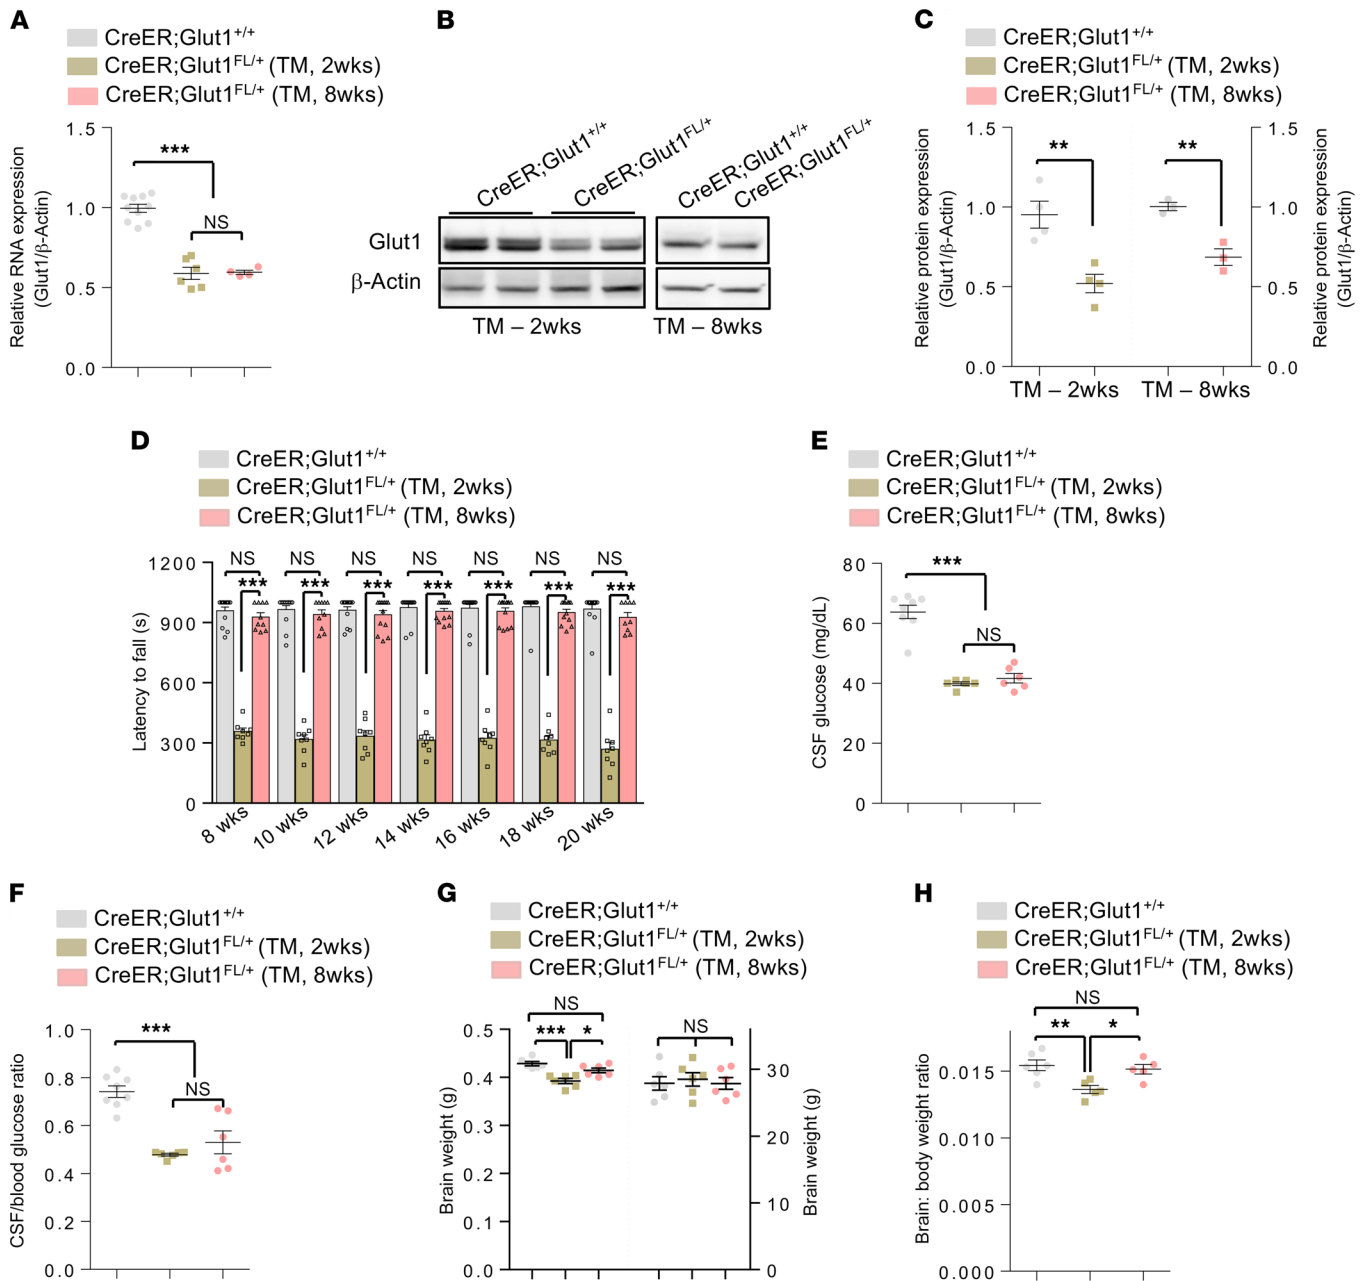 A
CreER;Glut1+/+
CreER;Glut1FL/+ (TM, 2wks)
CreER;Glut1FL/+ (TM, 8wks)
Relative RNA expression
(Glut1/β-Actin)
1.5
1.0
0.5
0.0
***
NS
B
CreER;Glut1+/+
CreER;Glut1FL/+
CreER;Glut1+/+
CreER;Glut1FL/+
Glut1
β-Actin
TM – 2wks
TM – 8wks
C
CreER;Glut1+/+
CreER;Glut1FL/+ (TM, 2wks)
CreER;Glut1FL/+ (TM, 8wks)
Relative protein expression
(Glut1/β-Actin)
1.5
1.0
0.5
0.0
**
**
1.5
1.0
0.5
0.0
Relative protein expression
(Glut1/β-Actin)
TM – 2wks
TM – 8wks
D
CreER;Glut1+/+
CreER;Glut1FL/+ (TM, 2wks)
CreER;Glut1FL/+ (TM, 8wks)
Latency to fall (s)
1200
900
600
300
0
NS NS NS NS NS NS NS
*** *** *** *** *** *** ***
8 wks 10 wks 12 wks 14 wks 16 wks 18 wks 20 wks
E
CreER;Glut1+/+
CreER;Glut1FL/+ (TM, 2wks)
CreER;Glut1FL/+ (TM, 8wks)
CSF glucose (mg/dL)
80
60
40
20
0
***
NS
F
CreER;Glut1+/+
CreER;Glut1FL/+ (TM, 2wks)
CreER;Glut1FL/+ (TM, 8wks)
CSF/blood glucose ratio
1.0
0.8
0.6
0.4
0.2
0.0
***
NS
G
CreER;Glut1+/+
CreER;Glut1FL/+ (TM, 2wks)
CreER;Glut1FL/+ (TM, 8wks)
Brain weight (g)
0.5
0.4
0.3
0.2
0.1
0.0
NS
*** *
NS
30
20
10
0
Brain weight (g)
H
CreER;Glut1+/+
CreER;Glut1FL/+ (TM, 2wks)
CreER;Glut1FL/+ (TM, 8wks)
Brain: body weight ratio
0.015
0.010
0.005
0.000
NS
** *